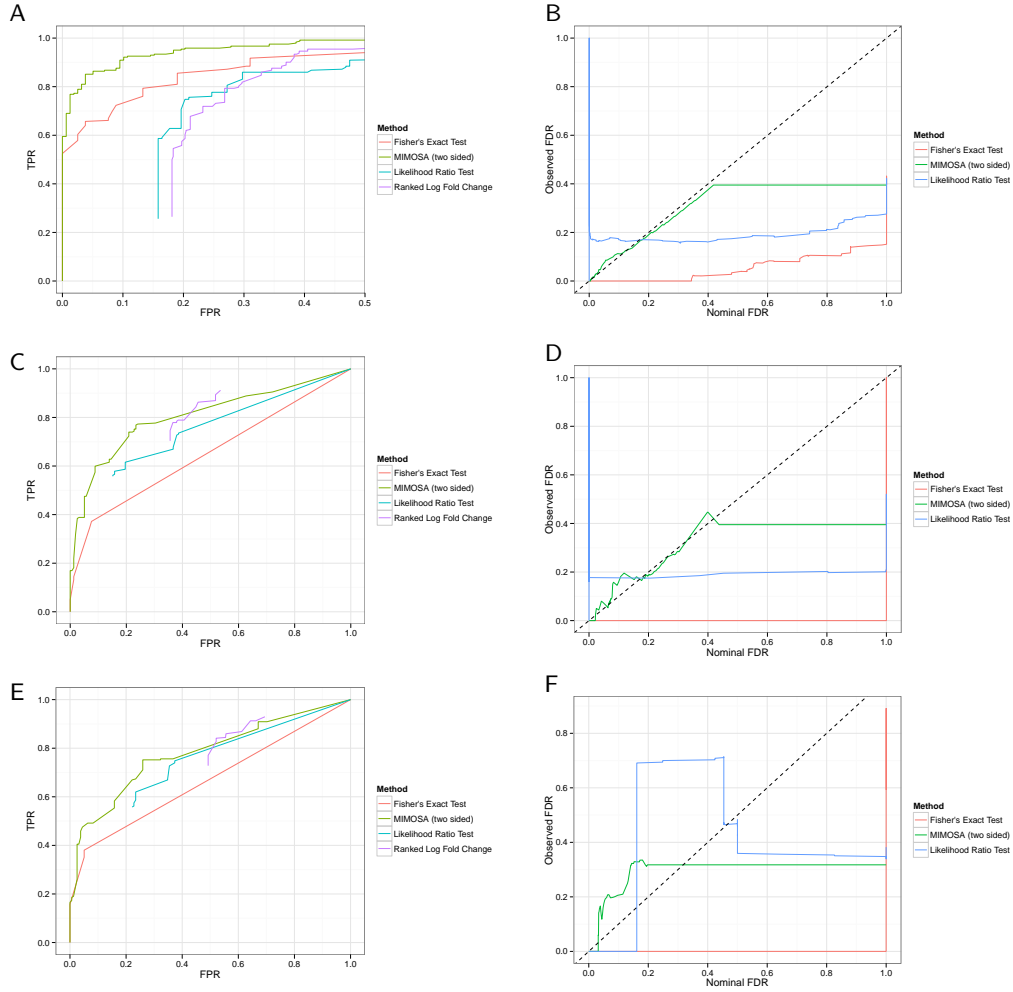 A
1.0
0.8
0.6
0.4
0.2
0.0
TPR
0.0 0.1 0.2 0.3 0.4 0.5
FPR
Method
Fisher's Exact Test
MIMOSA (two sided)
Likelihood Ratio Test
Ranked Log Fold Change
B
1.0
0.8
0.6
0.4
0.2
0.0
Observed FDR
0.0 0.2 0.4 0.6 0.8 1.0
Nominal FDR
Method
Fisher's Exact Test
MIMOSA (two sided)
Likelihood Ratio Test
C
1.0
0.8
0.6
0.4
0.2
0.0
TPR
0.0 0.2 0.4 0.6 0.8 1.0
FPR
Method
Fisher's Exact Test
MIMOSA (two sided)
Likelihood Ratio Test
Ranked Log Fold Change
D
1.0
0.8
0.6
0.4
0.2
0.0
Observed FDR
0.0 0.2 0.4 0.6 0.8 1.0
Nominal FDR
Method
Fisher's Exact Test
MIMOSA (two sided)
Likelihood Ratio Test
E
1.0
0.8
0.6
0.4
0.2
0.0
TPR
0.0 0.2 0.4 0.6 0.8 1.0
FPR
Method
Fisher's Exact Test
MIMOSA (two sided)
Likelihood Ratio Test
Ranked Log Fold Change
F
0.8
0.6
0.4
0.2
0.0
Observed FDR
0.0 0.2 0.4 0.6 0.8 1.0
Nominal FDR
Method
Fisher's Exact Test
MIMOSA (two sided)
Likelihood Ratio Test